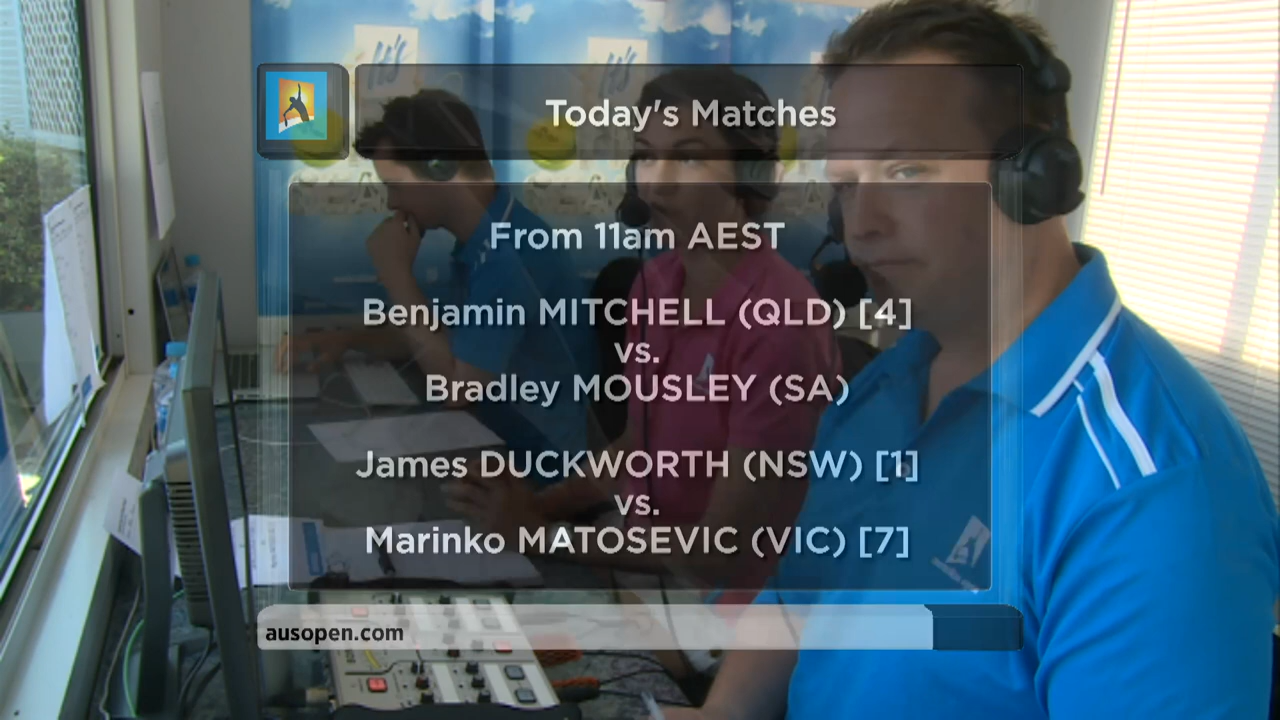 Today's Matches
From 11am AEST
Benjamin MITCHELL (QLD) [4]
vs.
Bradley MOUSLEY (SA)
James DUCKWORTH (NSW) [1]
vs.
Marinko MATOSEVIC (VIC) [7]
ausopen.com